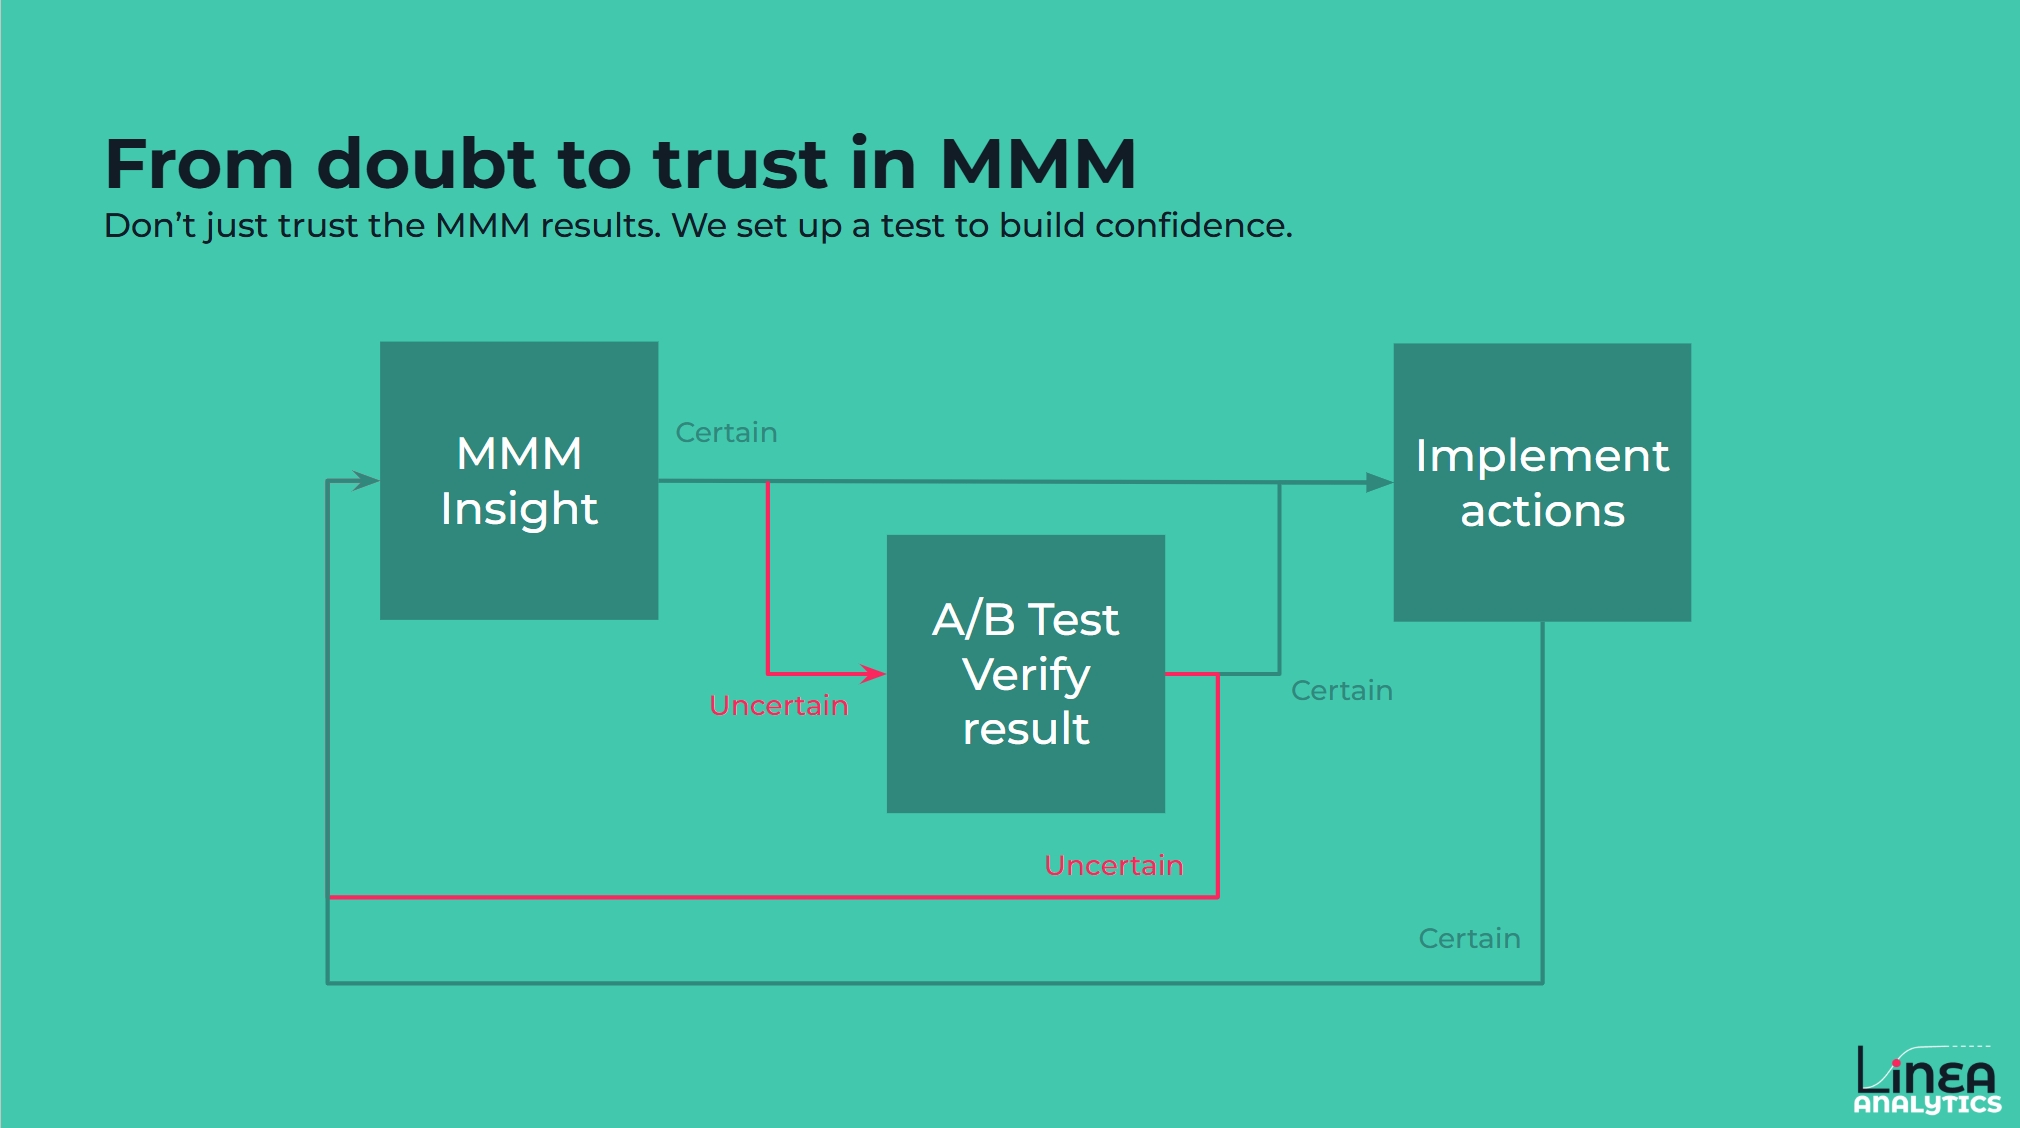 From doubt to trust in MMM
Don’t just trust the MMM results. We set up a test to build confidence.
MMM
Insight
Certain
Implement
actions
Uncertain
A/B Test
Verify
result
Certain
Uncertain
Certain
LinEA
ANALYTICS